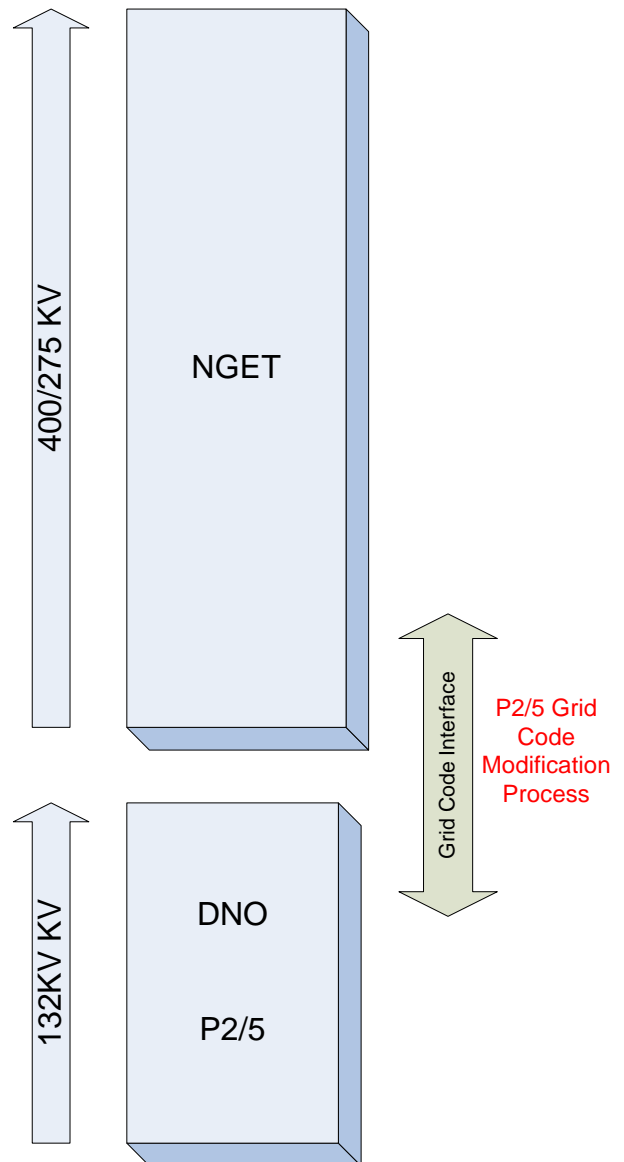 400/275 KV
NGET
Grid Code Interface
P2/5 Grid
Code
Modification
Process
132KV KV
DNO
P2/5